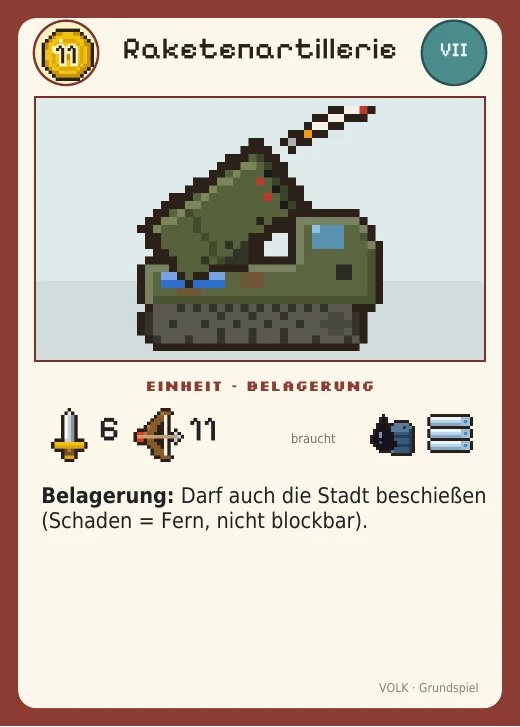 11 Raketenartillerie VII
EINHEIT · BELAGERUNG
6 11 braucht
Belagerung: Darf auch die Stadt beschießen
(Schaden = Fern, nicht blockbar).
VOLK · Grundspiel